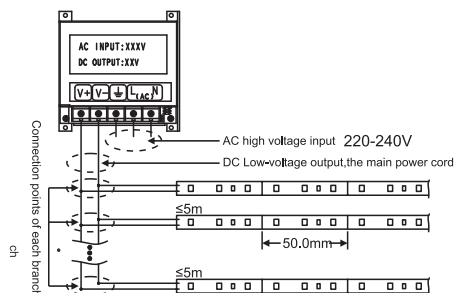 AC INPUT:XXXV
DC OUTPUT:XXV
V+ V- L(AC) N
AC high voltage input 220-240V
DC Low-voltage output,the main power cord
≤5m
50.0mm
≤5m
Connection points of each branch
ch